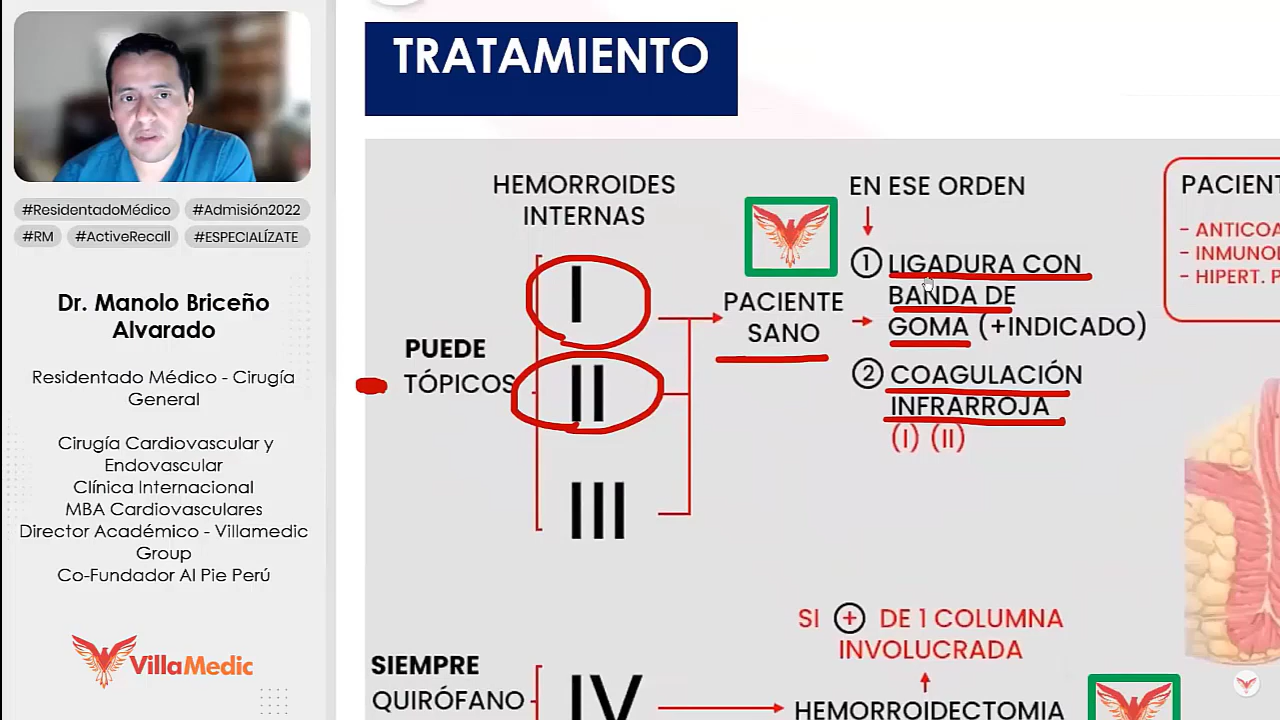 #ResidentadoMédico
#Admisión2022
#RM
#ActiveRecall
#ESPECIALÍZATE
Dr. Manolo Briceño
Alvarado
Residentado Médico - Cirugía
General
Cirugía Cardiovascular y
Endovascular
Clínica Internacional
MBA Cardiovasculares
Director Académico - Villamedic
Group
Co-Fundador Al Pie Perú
VillaMedic
TRATAMIENTO
HEMORROIDES
INTERNAS
PUEDE
TÓPICOS
I
II
III
PACIENTE
SANO
EN ESE ORDEN
1 LIGADURA CON
BANDA DE
GOMA (+INDICADO)
2 COAGULACIÓN
INFRARROJA
(I) (II)
PACIENT
- ANTICOA
- INMUNOL
- HIPERT. P
SIEMPRE
QUIRÓFANO
IV
SI + DE 1 COLUMNA
INVOLUCRADA
HEMORROIDECTOMIA